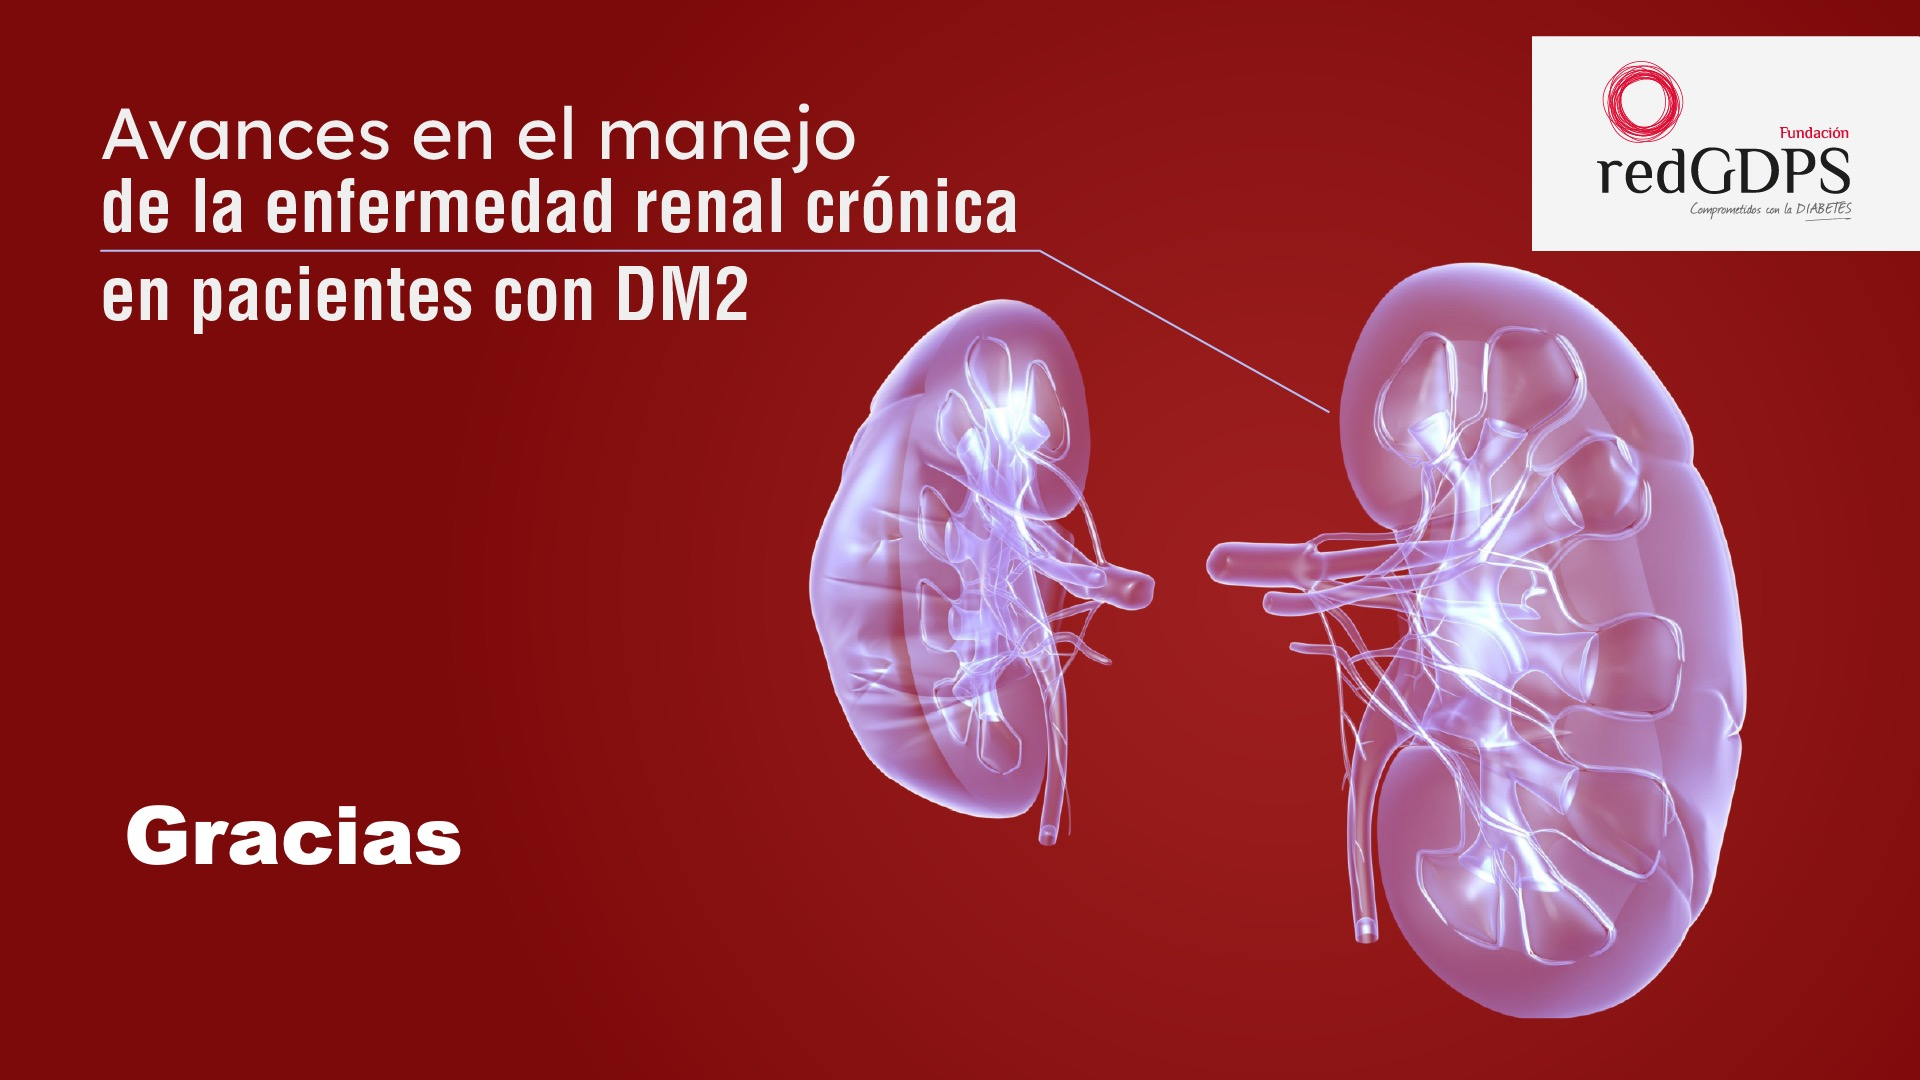 Avances en el manejo
de la enfermedad renal crónica
en pacientes con DM2
Fundación
redGDPS
Comprometidos con la DIABETES
Gracias